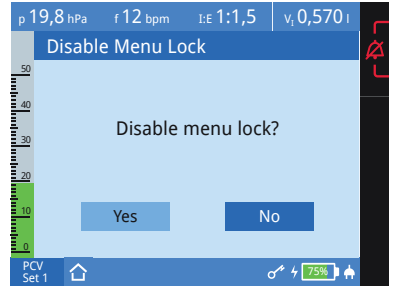 p 19,8 hPa f 12 bpm I:E 1:1,5 VI 0,570 l
Disable Menu Lock
50
40
30
20
10
0
Disable menu lock?
Yes No
PCV
Set 1
75%